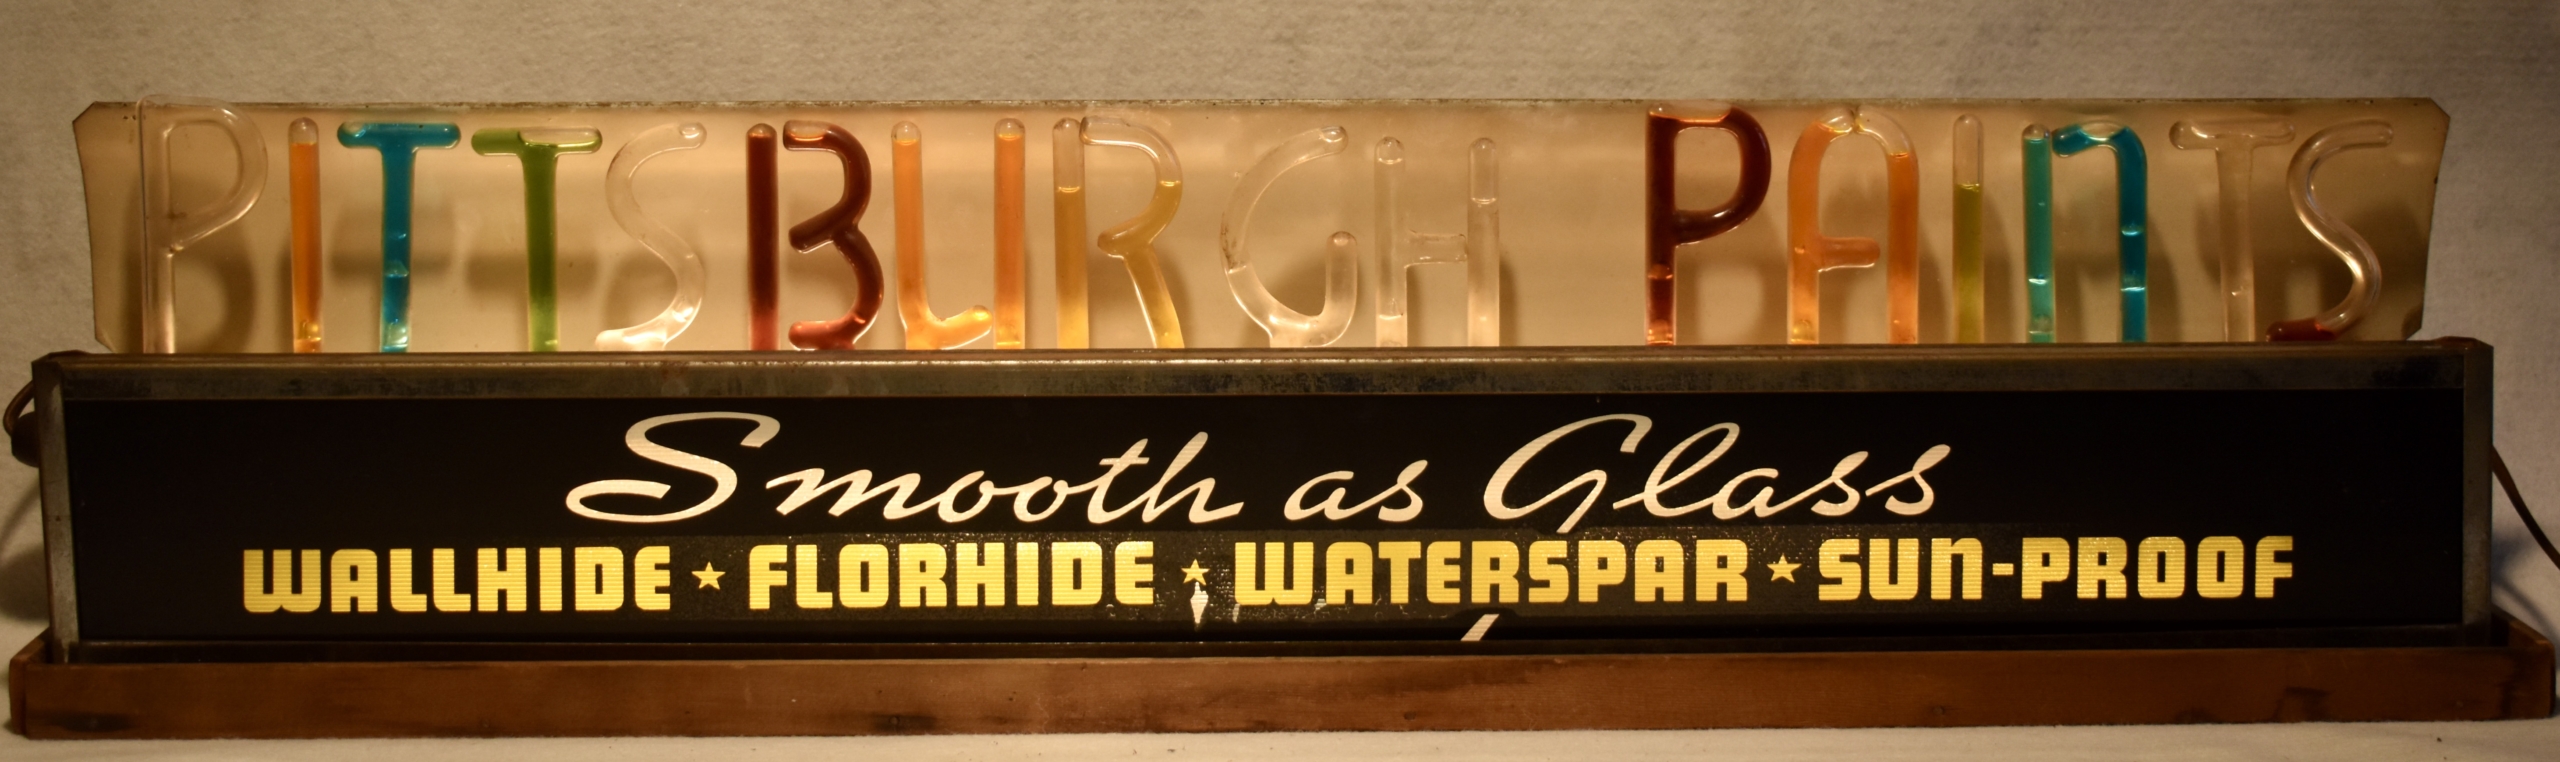 PITTSBURGH PAINTS
Smooth as Glass
WALLHIDE ★ FLORHIDE ★ WATERSPAR ★ SUN-PROOF